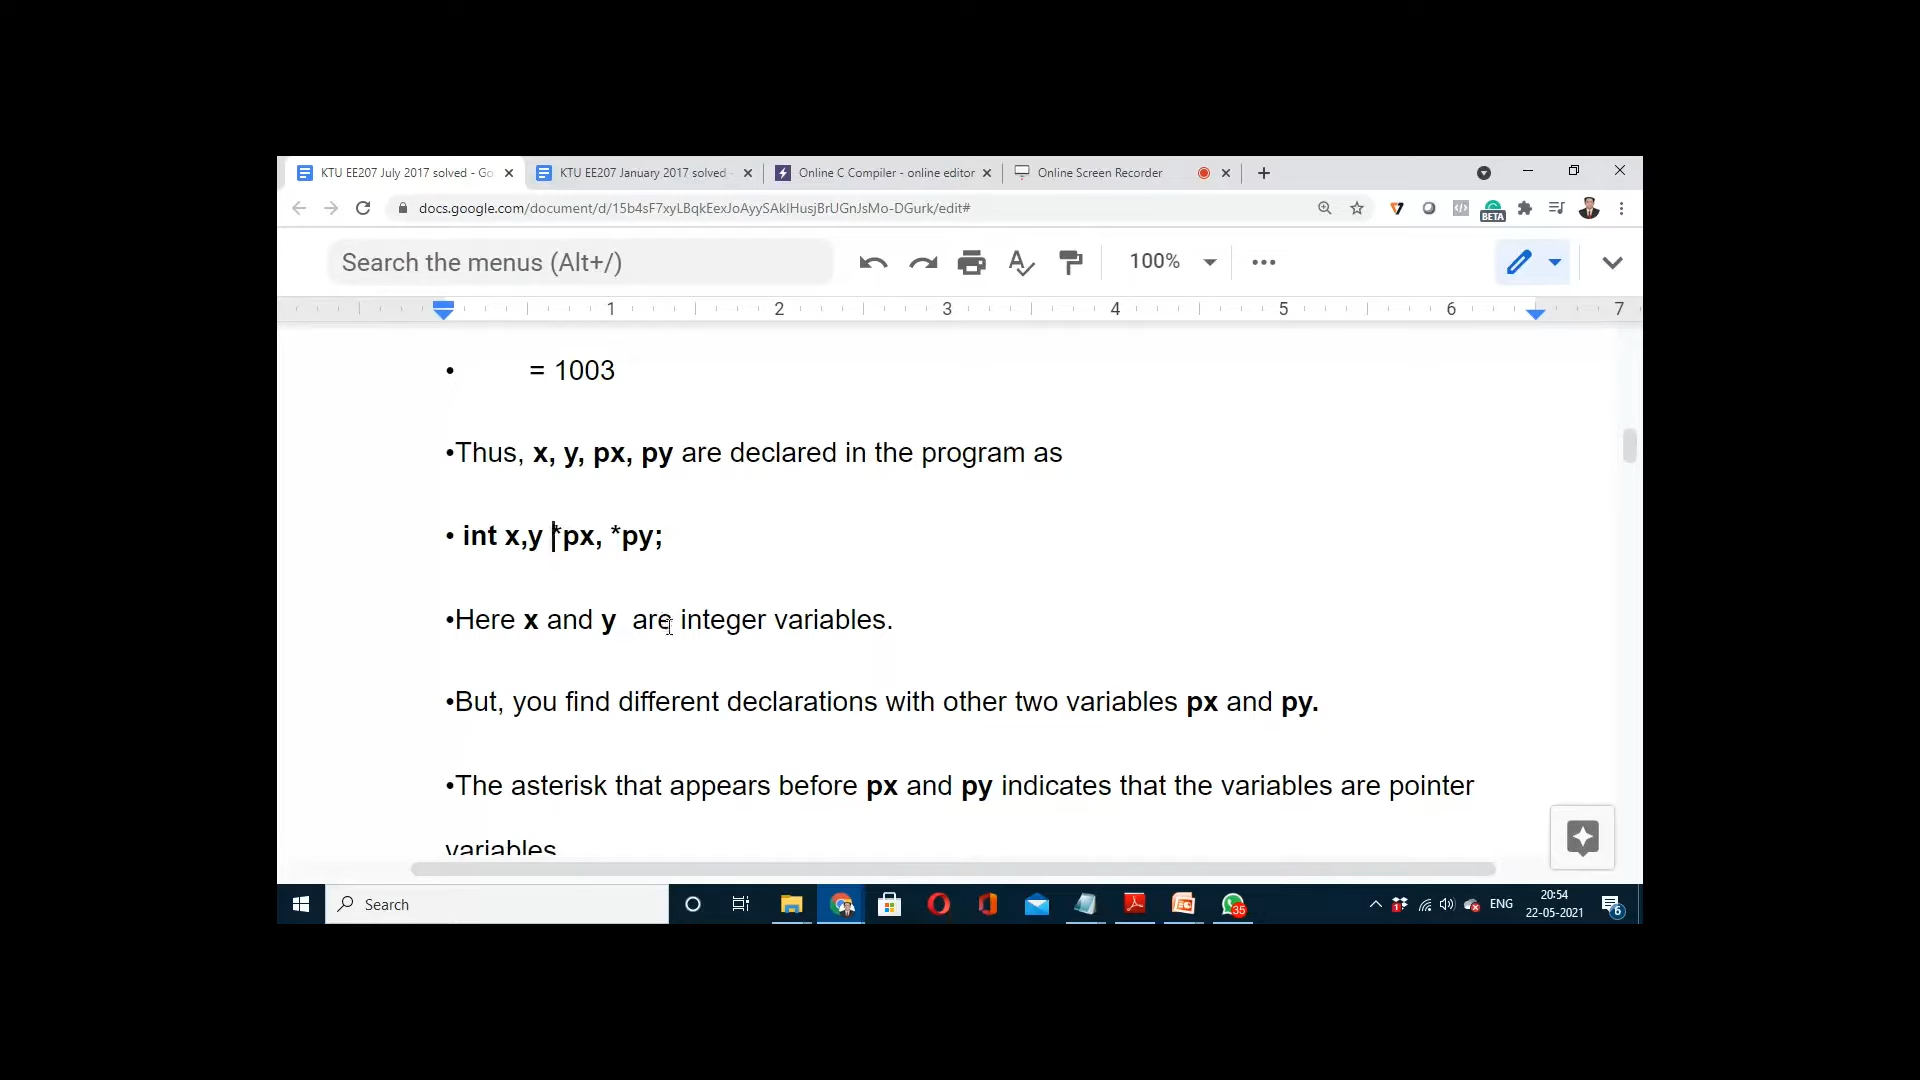 KTU EE207 July 2017 solved - Go
KTU EE207 January 2017 solved -
Online C Compiler - online editor
Online Screen Recorder
docs.google.com/document/d/15b4sF7xyLBqkEexJoAyySAkIHusjBrUGnJsMo-DGurk/edit#
BETA
Search the menus (Alt+/)
100%
1 2 3 4 5 6 7
• = 1003
•Thus, x, y, px, py are declared in the program as
• int x,y *px, *py;
•Here x and y are integer variables.
•But, you find different declarations with other two variables px and py.
•The asterisk that appears before px and py indicates that the variables are pointer
variables
Search
35
1
ENG
20:54
22-05-2021
6